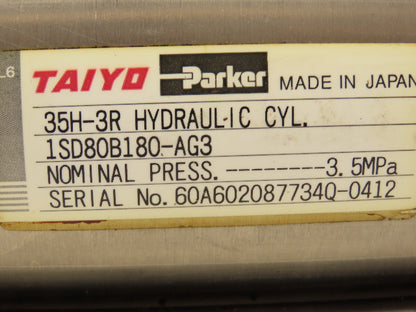 L6
TAIYO Parker MADE IN JAPAN
35H-3R HYDRAUL·IC CYL.
1SD80B180-AG3
NOMINAL PRESS.--------3.5MPa
SERIAL No.60A602087734Q-0412